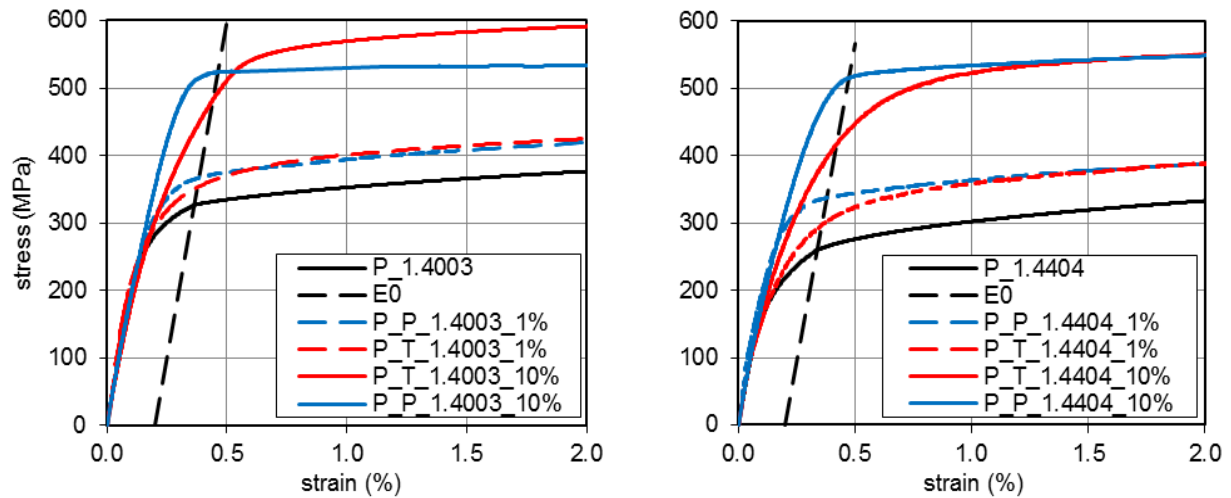 600
500
400
300
200
100
0
stress (MPa)
P_1.4003
E0
P_P_1.4003_1%
P_T_1.4003_1%
P_T_1.4003_10%
P_P_1.4003_10%
0.0 0.5 1.0 1.5 2.0
strain (%)
600
500
400
300
200
100
0
P_1.4404
E0
P_P_1.4404_1%
P_T_1.4404_1%
P_T_1.4404_10%
P_P_1.4404_10%
0.0 0.5 1.0 1.5 2.0
strain (%)